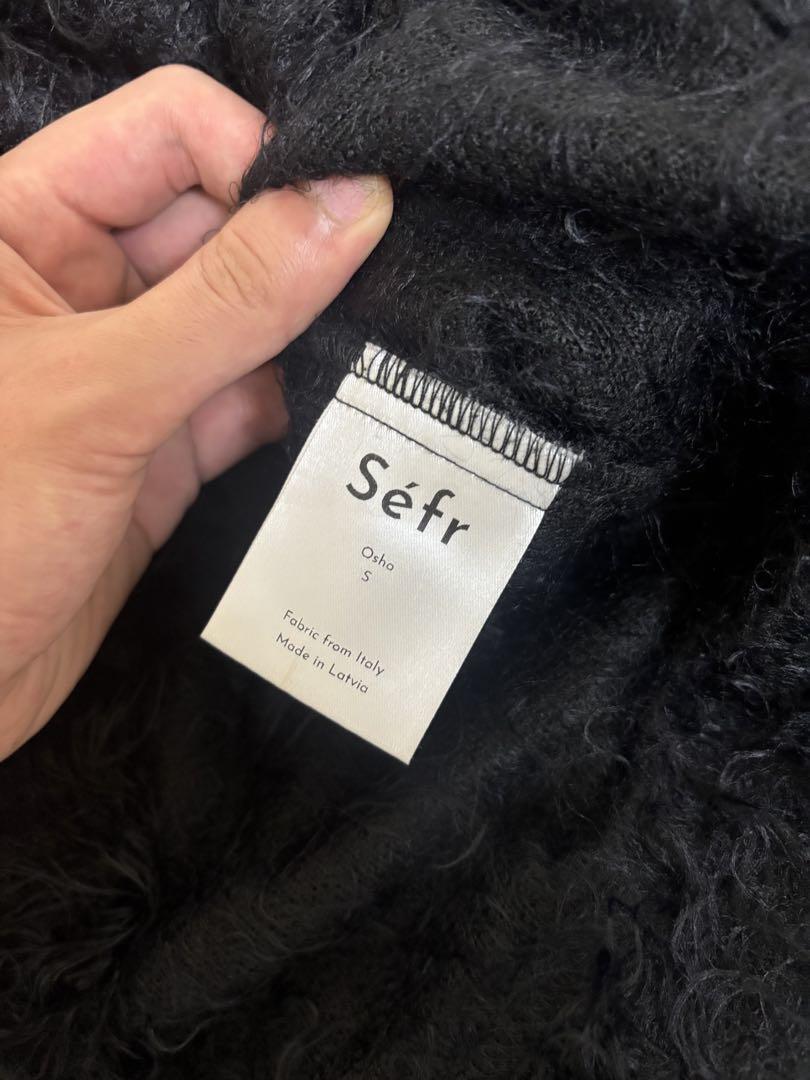 Séfr
Osho
S
Fabric from Italy
Made in Latvia